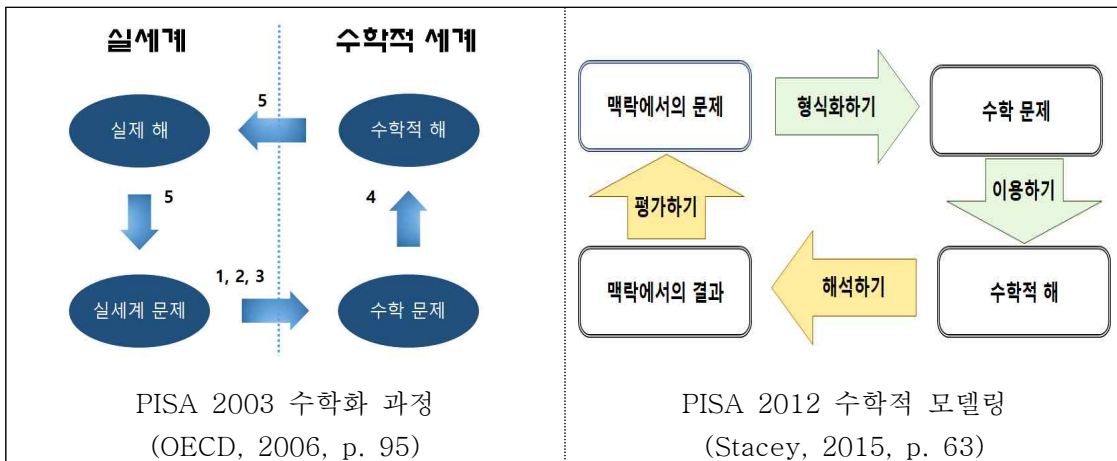 실세계
수학적 세계
5
실제 해
수학적 해
5
4
1, 2, 3
실세계 문제
수학 문제
PISA 2003 수학화 과정
(OECD, 2006, p. 95)
맥락에서의 문제
형식화하기
수학 문제
평가하기
이용하기
맥락에서의 결과
해석하기
수학적 해
PISA 2012 수학적 모델링
(Stacey, 2015, p. 63)